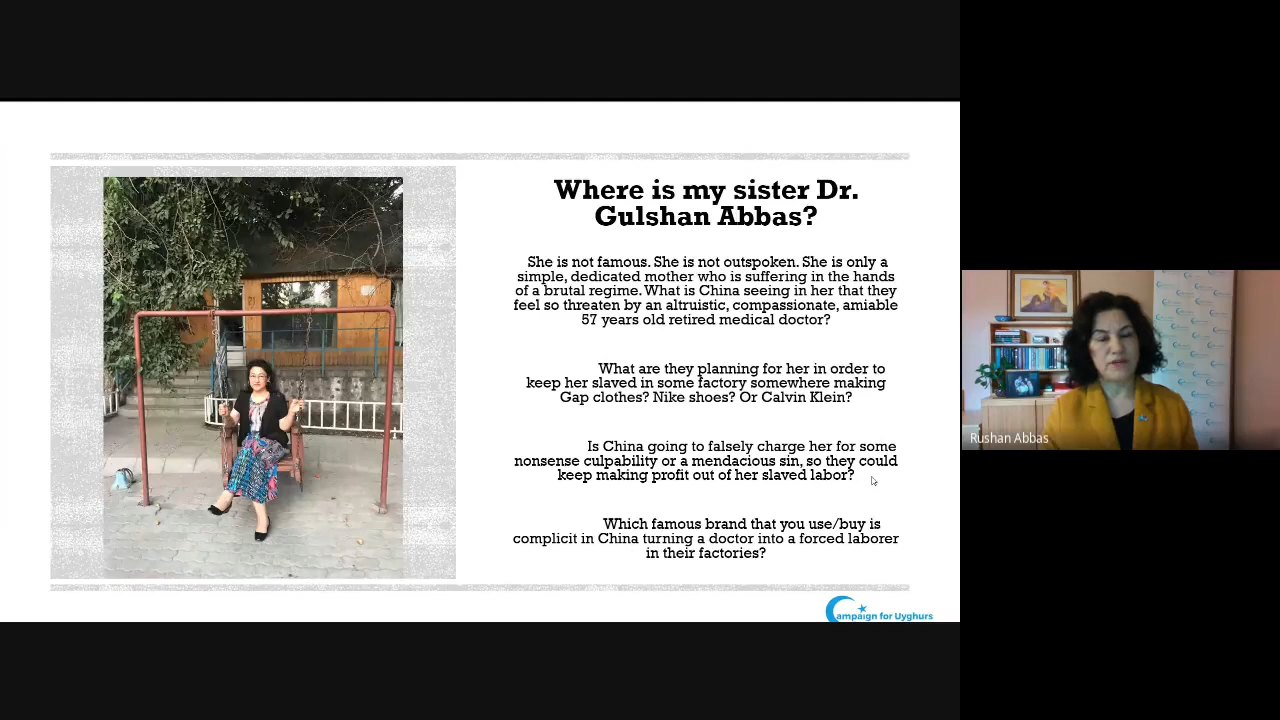 Where is my sister Dr.
Gulshan Abbas?
She is not famous. She is not outspoken. She is only a
simple, dedicated mother who is suffering in the hands
of a brutal regime. What is China seeing in her that they
feel so threaten by an altruistic, compassionate, amiable
57 years old retired medical doctor?
What are they planning for her in order to
keep her slaved in some factory somewhere making
Gap clothes? Nike shoes? Or Calvin Klein?
Is China going to falsely charge her for some
nonsense culpability or a mendacious sin, so they could
keep making profit out of her slaved labor?
Which famous brand that you use/buy is
complicit in China turning a doctor into a forced laborer
in their factories?
Campaign for Uyghurs
Rushan Abbas